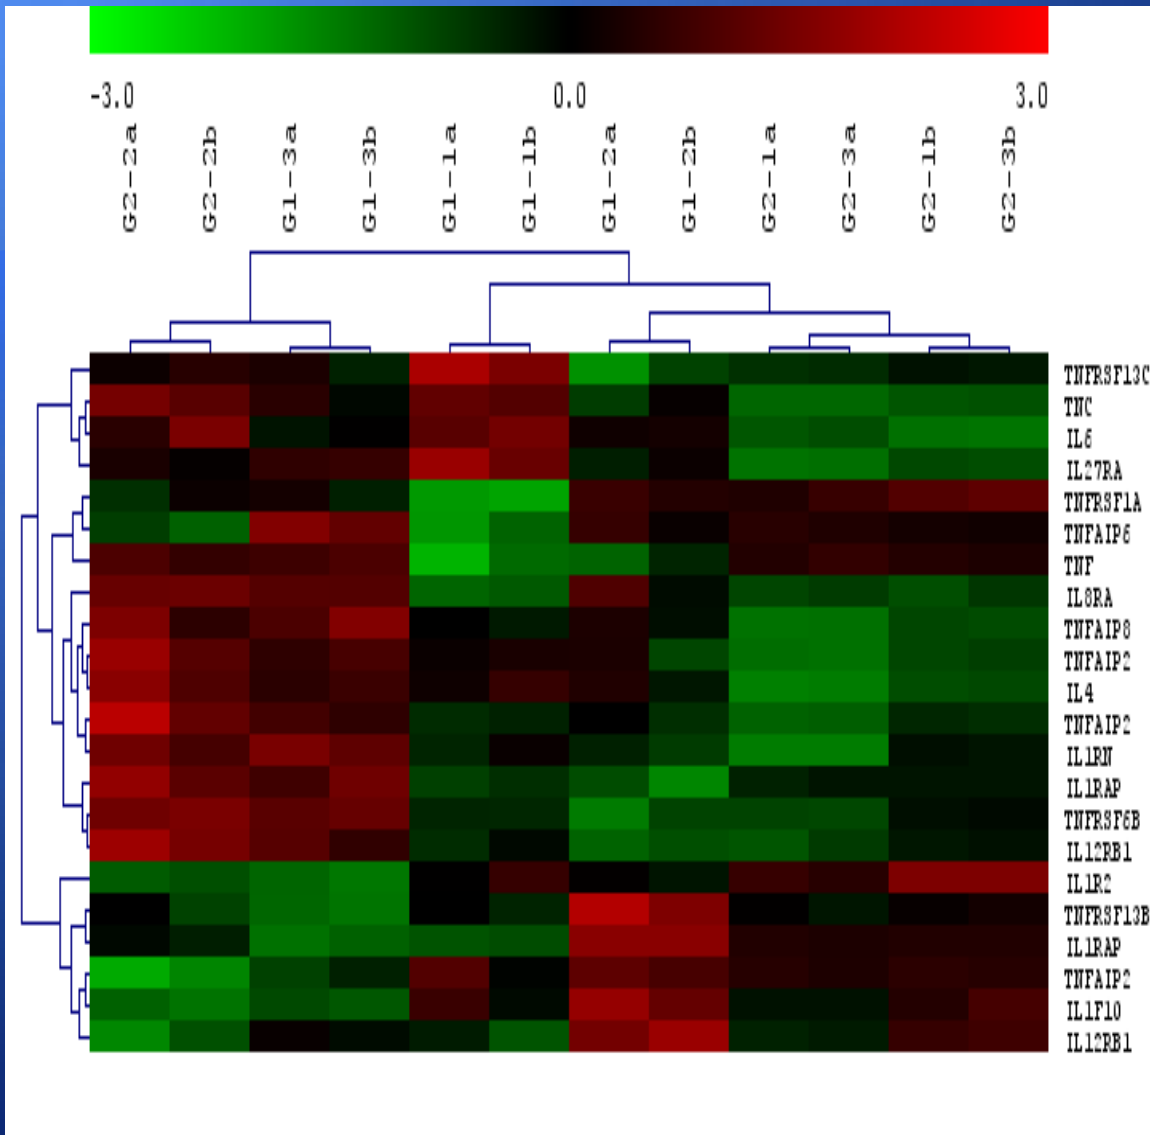 -3.0 0.0 3.0
G2-2a G2-2b G1-3a G1-3b G1-1a G1-1b G1-2a G1-2b G2-1a G2-3a G2-1b G2-3b
TNFRSF13C
TNC
IL6
IL27RA
TNFRSF1A
TNFAIP6
TNF
IL8RA
TNFAIP8
TNFAIP2
IL4
TNFAIP2
IL1RN
IL1RAP
TNFRSF6B
IL12RB1
IL1R2
TNFRSF13B
IL1RAP
TNFAIP2
IL1F10
IL12RB1